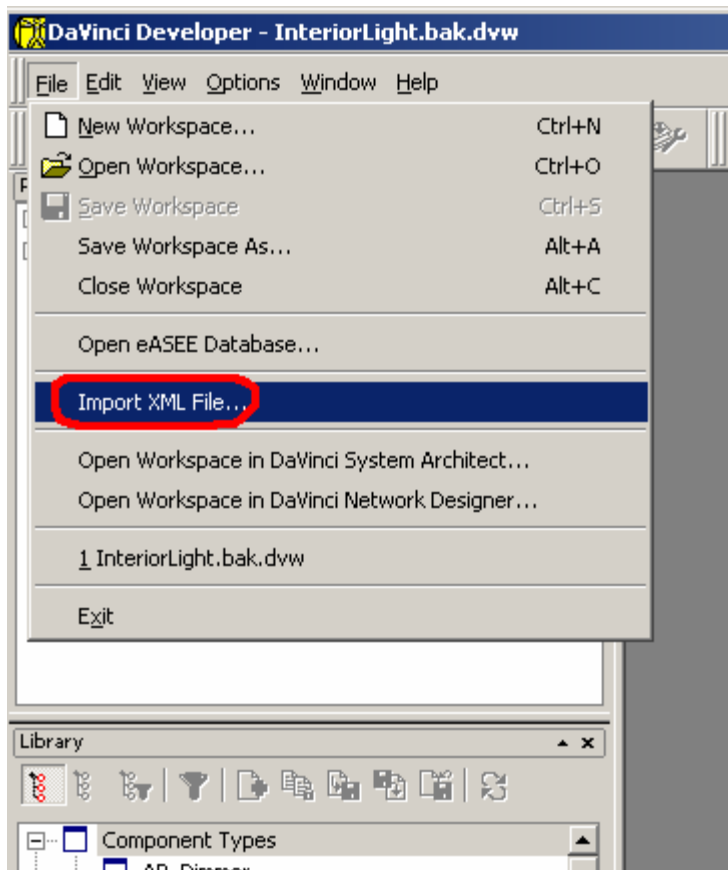 DaVinci Developer - InteriorLight.bak.dvw
File Edit View Options Window Help
New Workspace... Ctrl+N
Open Workspace... Ctrl+O
Save Workspace Ctrl+S
Save Workspace As... Alt+A
Close Workspace Alt+C
Open eASEE Database...
Import XML File...
Open Workspace in DaVinci System Architect...
Open Workspace in DaVinci Network Designer...
1 InteriorLight.bak.dvw
Exit
Library
Component Types